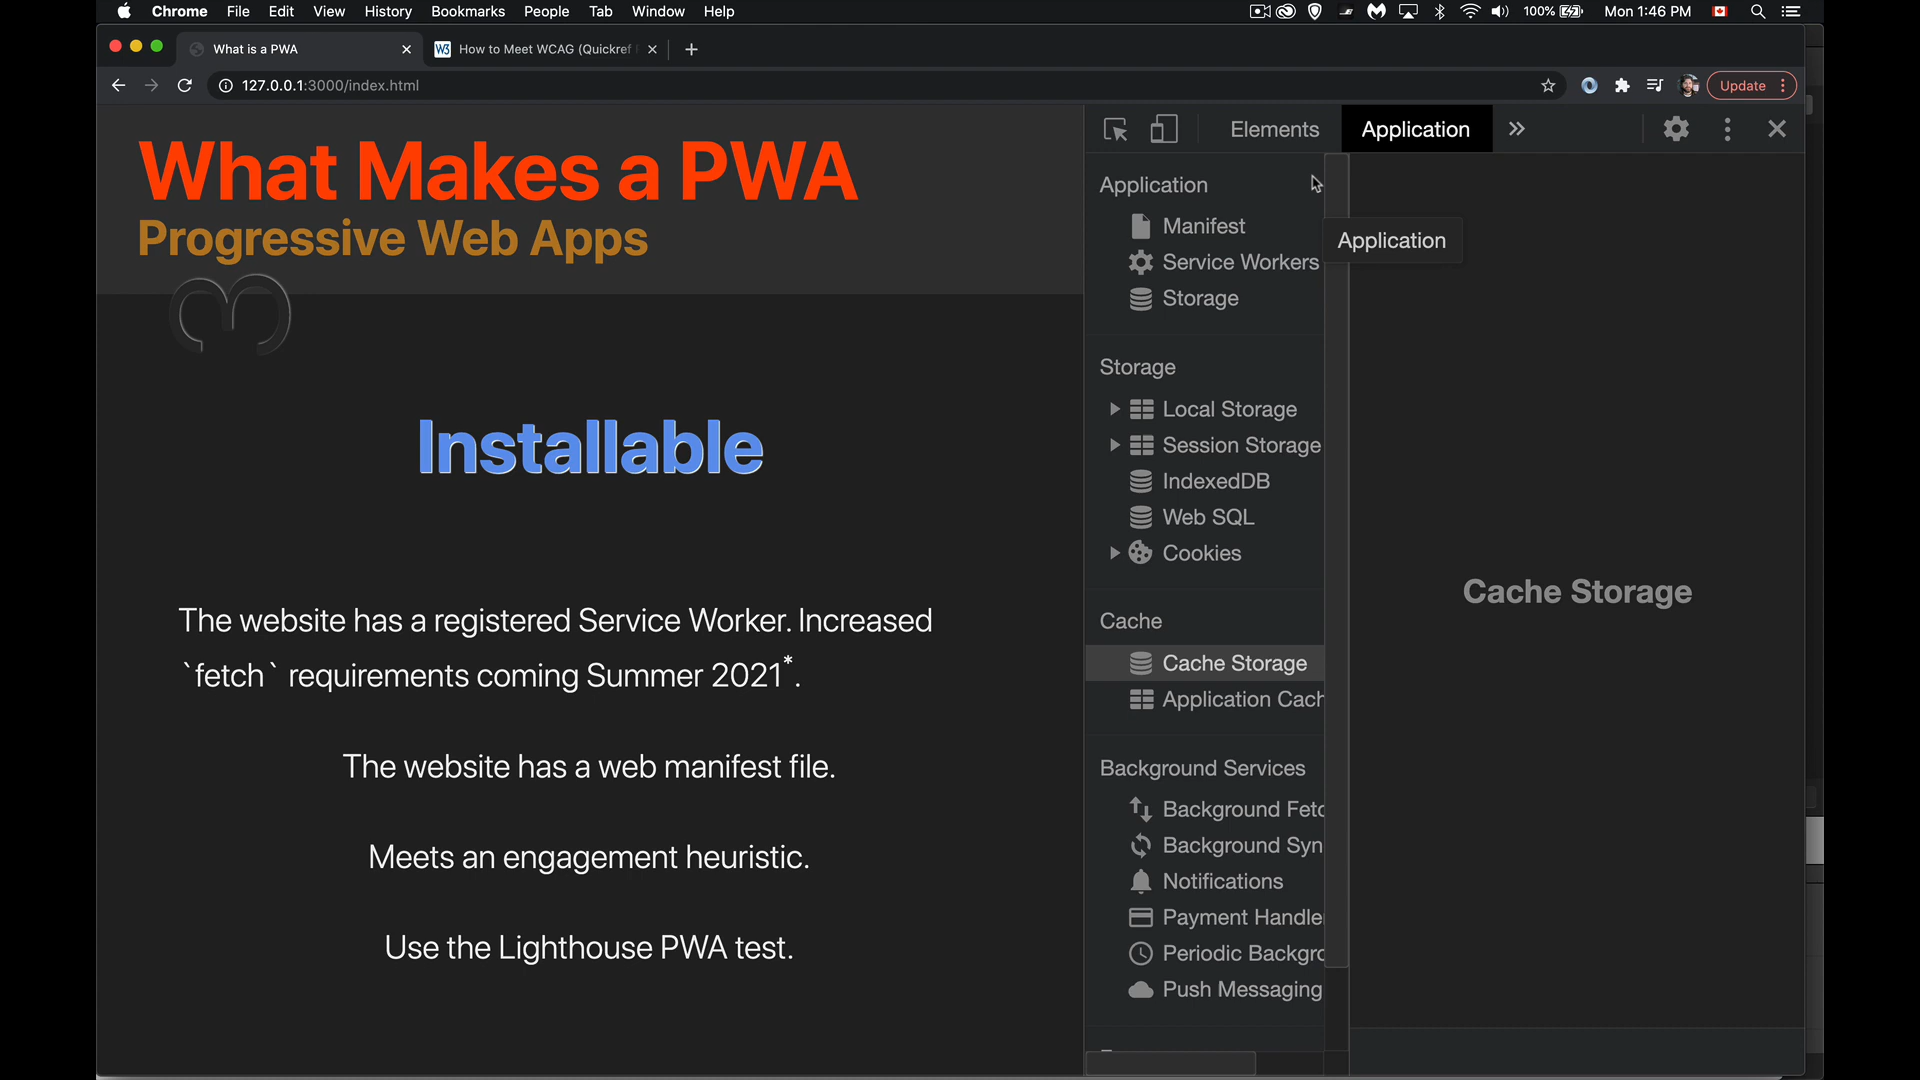 Chrome File Edit View History Bookmarks People Tab Window Help 100% Mon 1:46 PM
What is a PWA
W3 How to Meet WCAG (Quickref
127.0.0.1:3000/index.html
Update
What Makes a PWA
Progressive Web Apps
3
Installable
The website has a registered Service Worker. Increased
`fetch` requirements coming Summer 2021*.
The website has a web manifest file.
Meets an engagement heuristic.
Use the Lighthouse PWA test.
Elements Application
Application
Manifest
Service Workers
Storage
Application
Storage
Local Storage
Session Storage
IndexedDB
Web SQL
Cookies
Cache
Cache Storage
Application Cach
Background Services
Background Fetc
Background Syn
Notifications
Payment Handle
Periodic Backgro
Push Messaging
Cache Storage